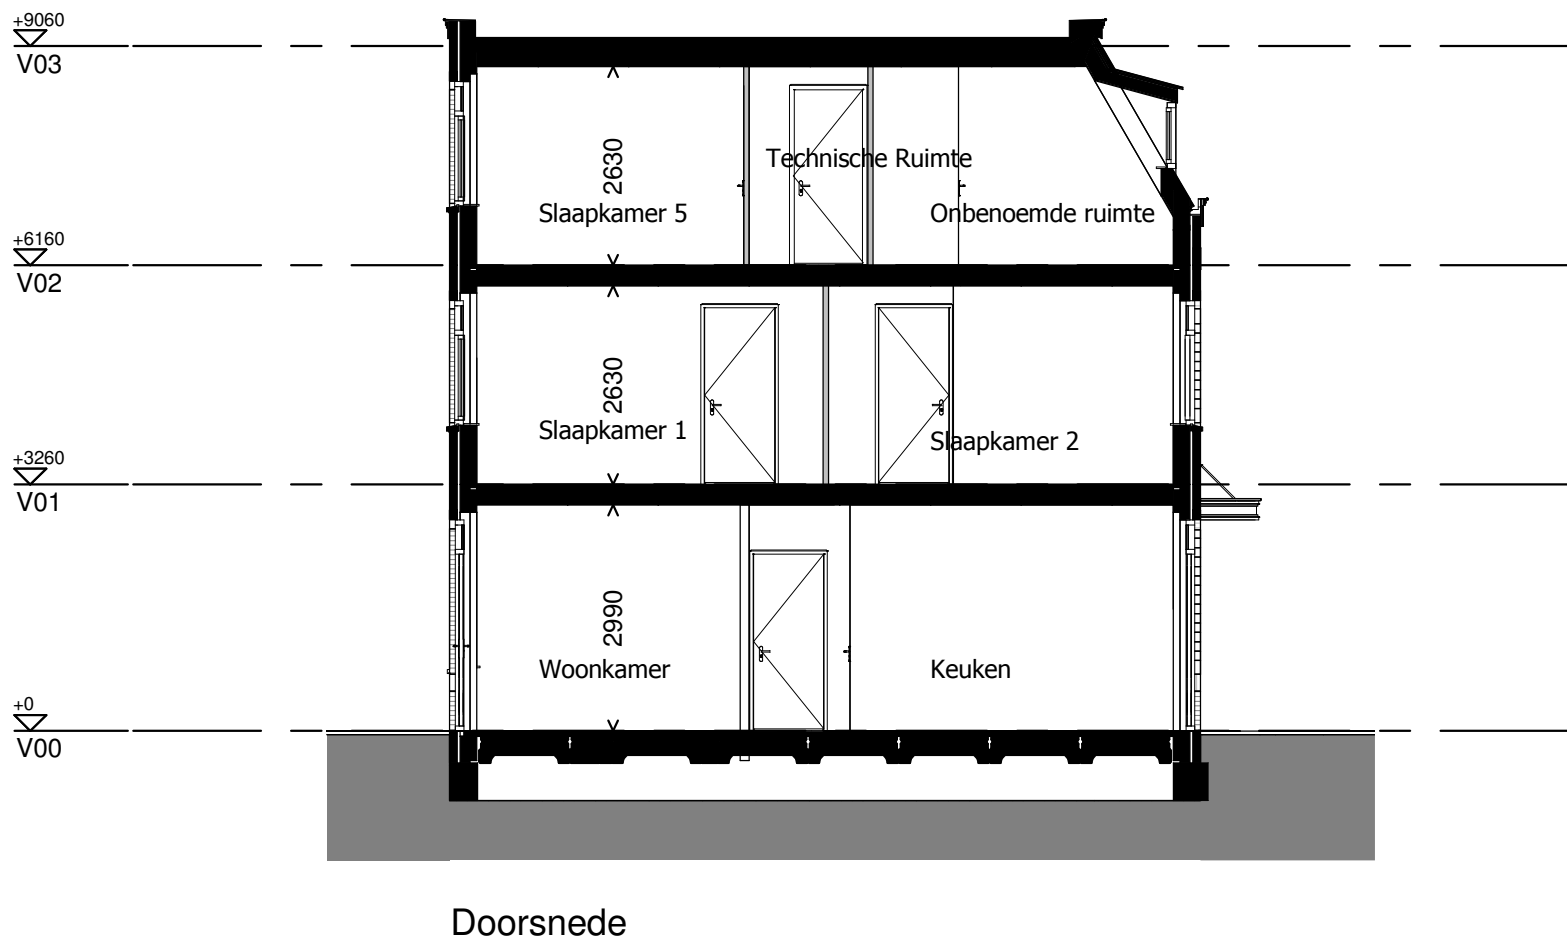 +9060
V03
2630
Technische Ruimte
Slaapkamer 5
Onbenoemde ruimte
+6160
V02
2630
Slaapkamer 1
Slaapkamer 2
+3260
V01
2990
Woonkamer
Keuken
+0
V00
Doorsnede